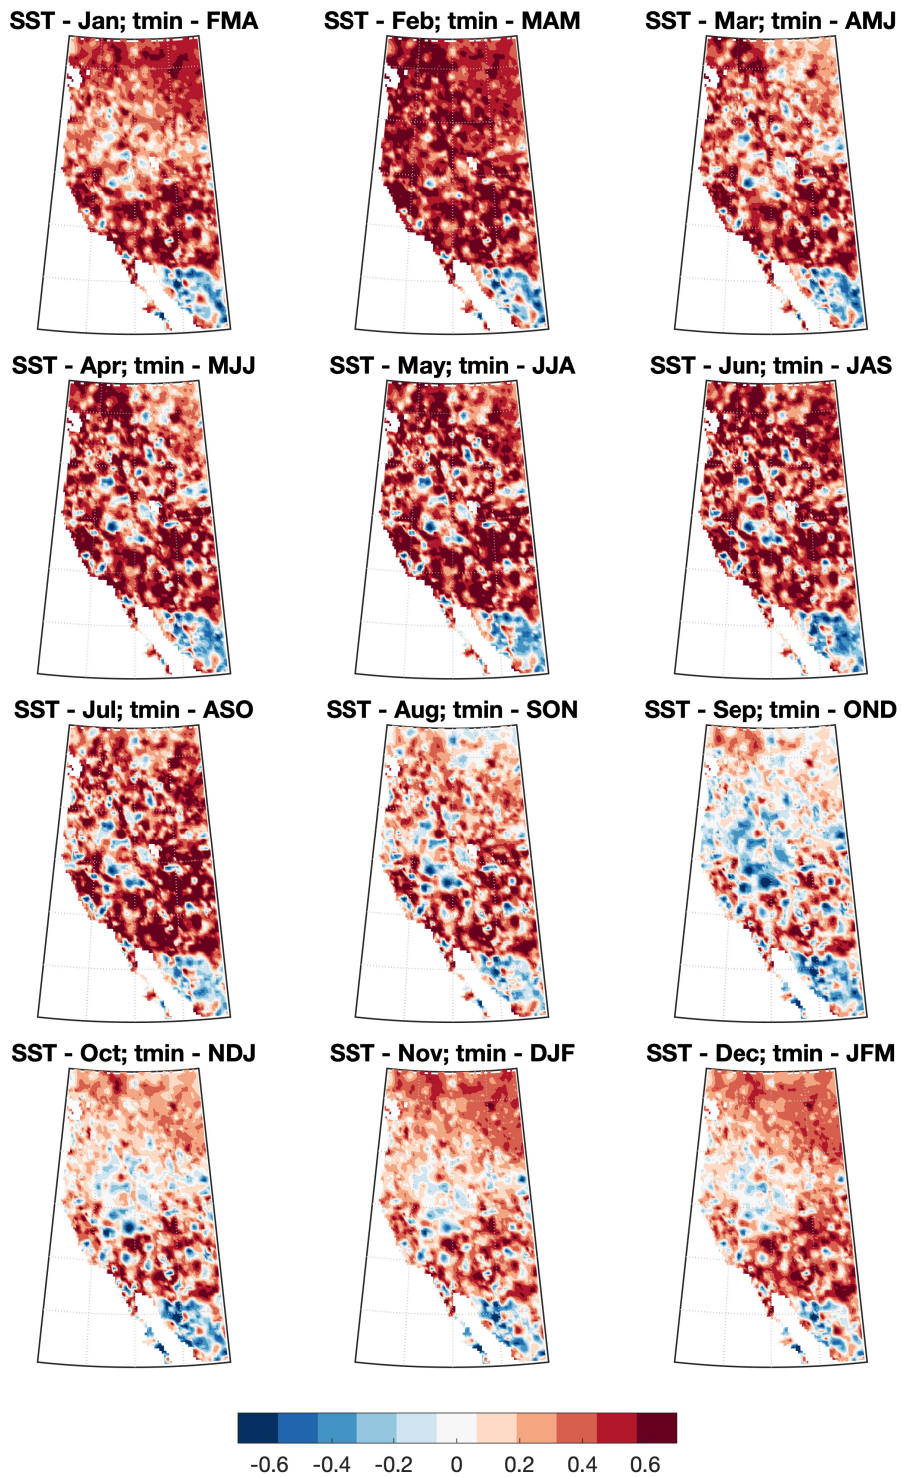 SST - Jan; tmin - FMA
SST - Feb; tmin - MAM
SST - Mar; tmin - AMJ
SST - Apr; tmin - MJJ
SST - May; tmin - JJA
SST - Jun; tmin - JAS
SST - Jul; tmin - ASO
SST - Aug; tmin - SON
SST - Sep; tmin - OND
SST - Oct; tmin - NDJ
SST - Nov; tmin - DJF
SST - Dec; tmin - JFM
-0.6 -0.4 -0.2 0 0.2 0.4 0.6